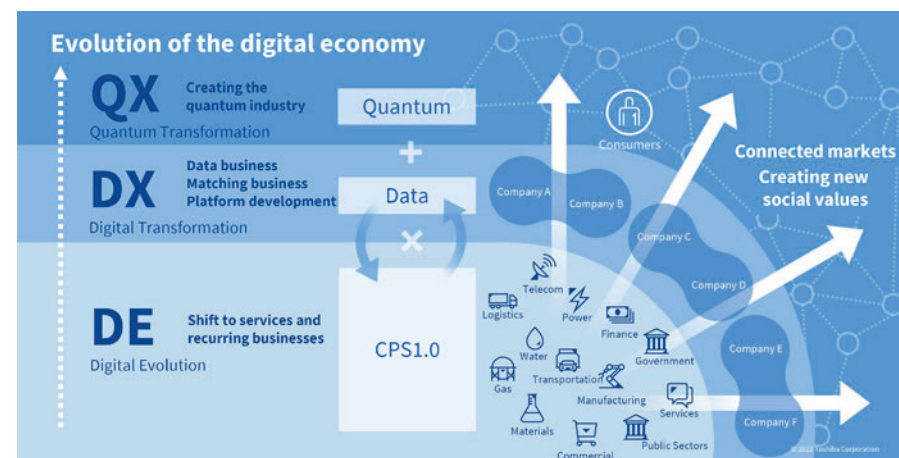 Evolution of the digital economy
QX
Creating the
quantum industry
Quantum Transformation
Quantum
+
DX
Data business
Matching business
Platform development
Digital Transformation
Data
×
DE
Shift to services and
recurring businesses
Digital Evolution
CPS1.0
Consumers
Connected markets
Creating new
social values
Company A
Company B
Company C
Company D
Company E
Company F
Telecom
Logistics
Power
Finance
Water
Government
Gas
Transportation
Manufacturing
Services
Materials
Public Sectors
Commercial
© 2022 Toshiba Corporation